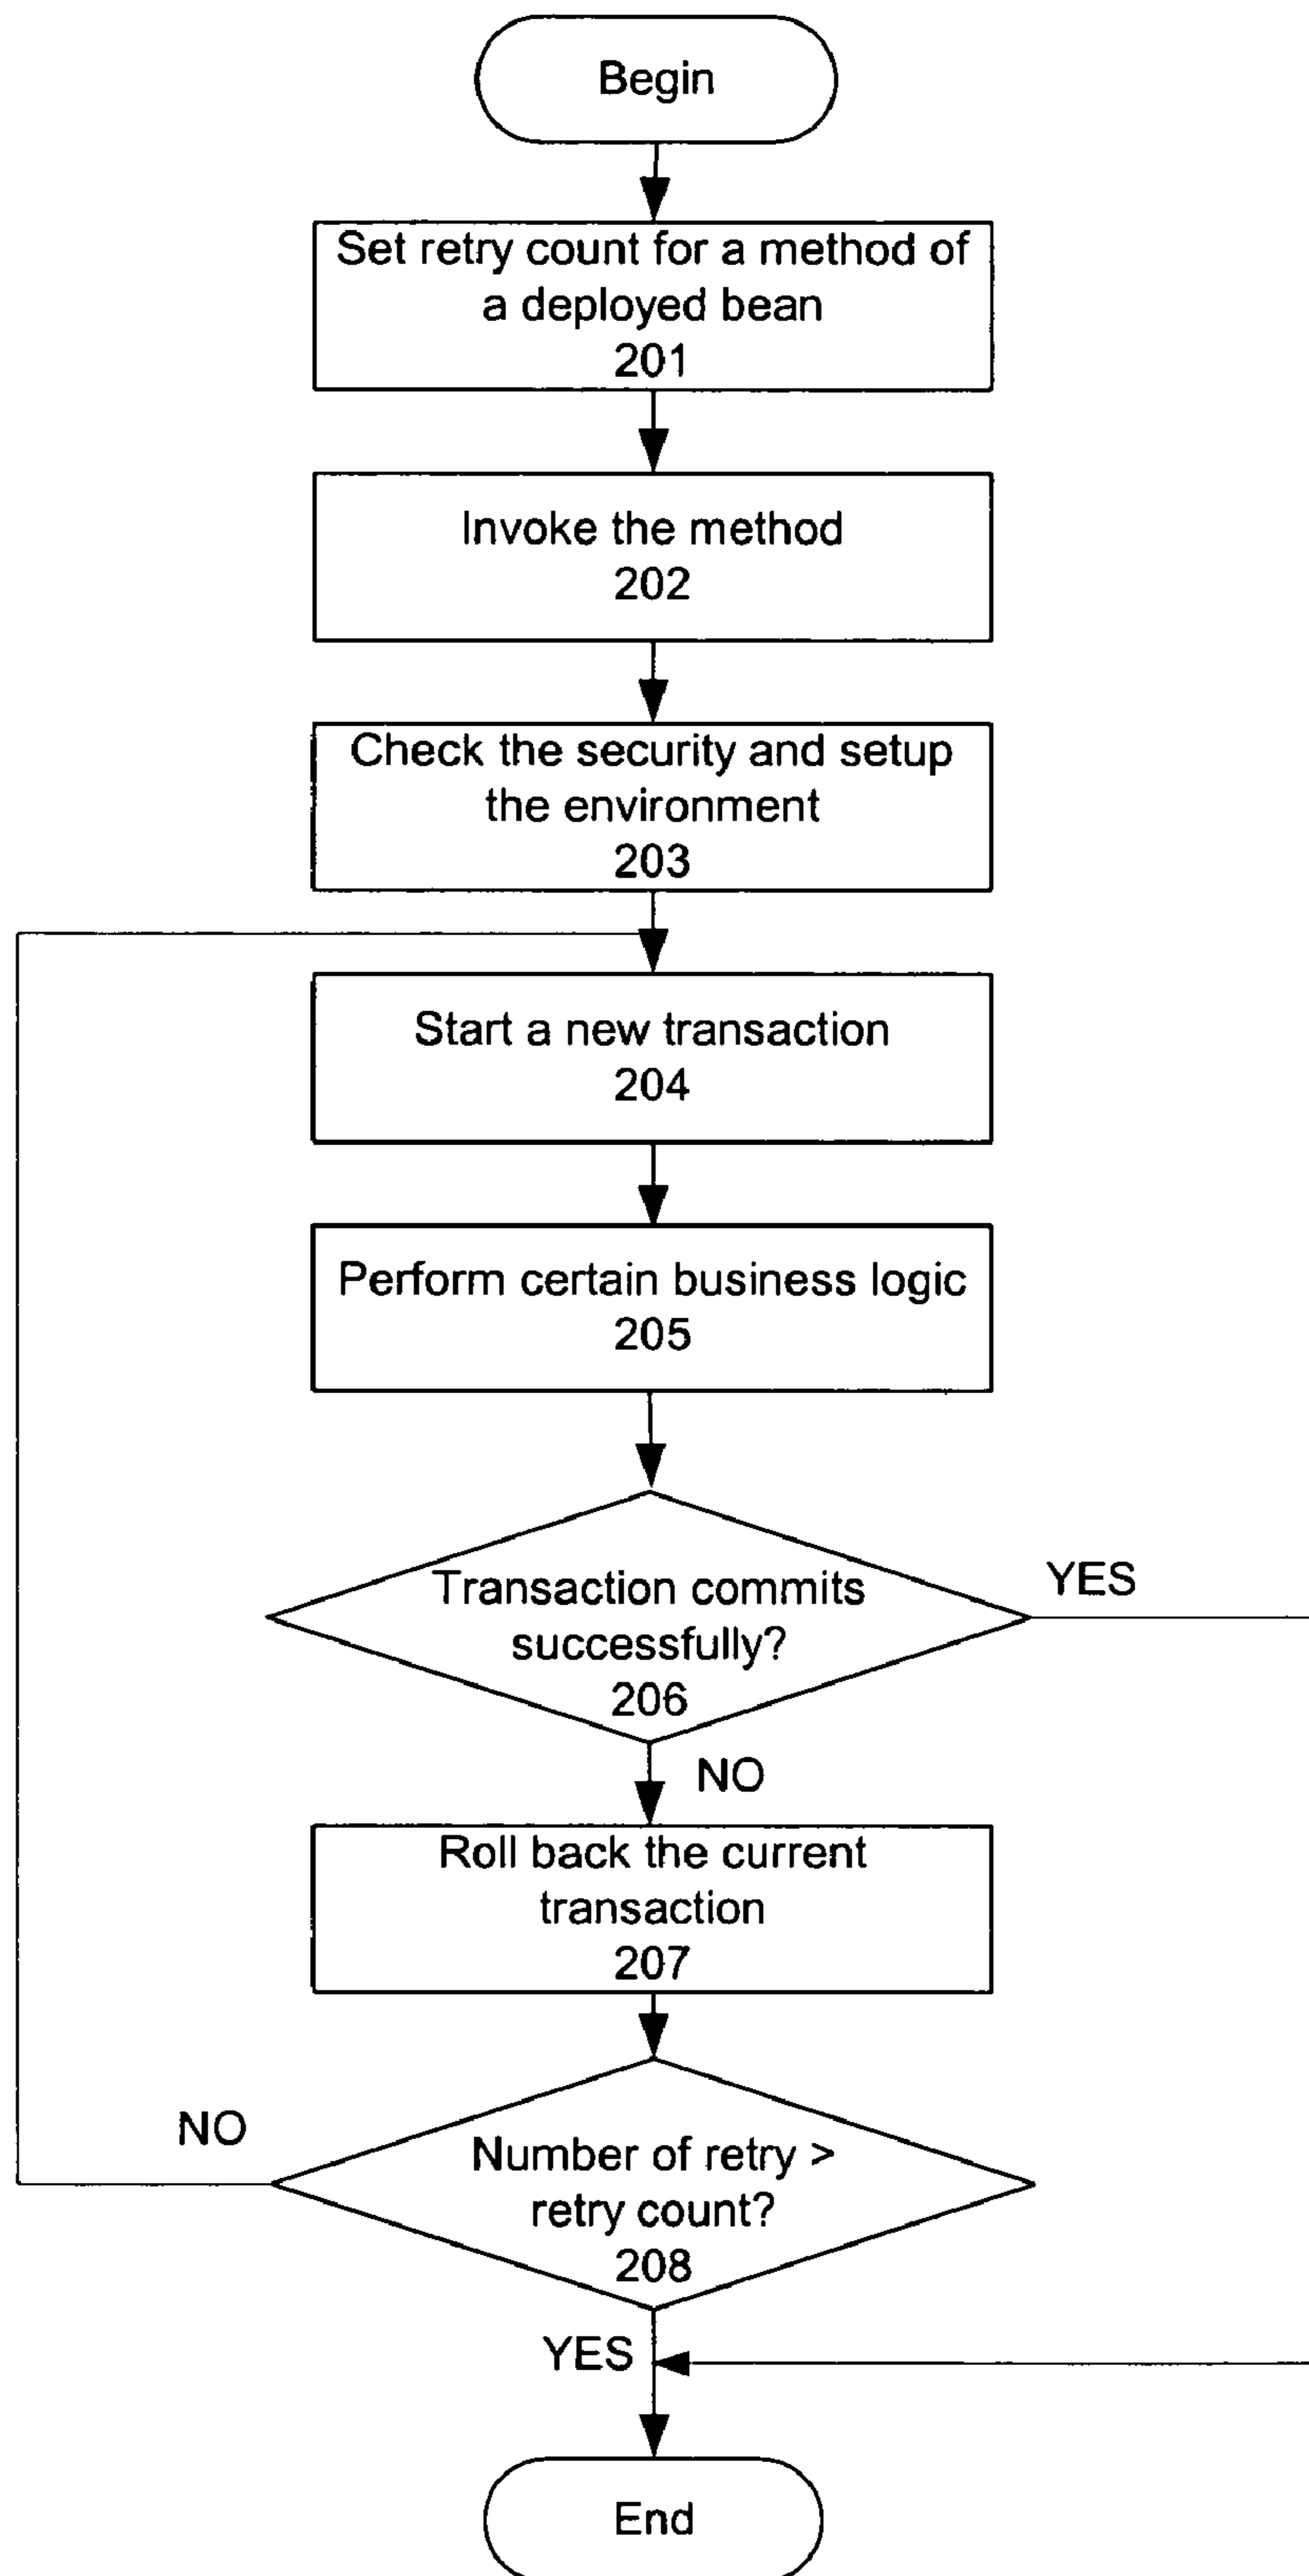 Begin
Set retry count for a method of
a deployed bean
201
Invoke the method
202
Check the security and setup
the environment
203
Start a new transaction
204
Perform certain business logic
205
Transaction commits
successfully?
206
YES
NO
Roll back the current
transaction
207
NO
Number of retry >
retry count?
208
YES
End